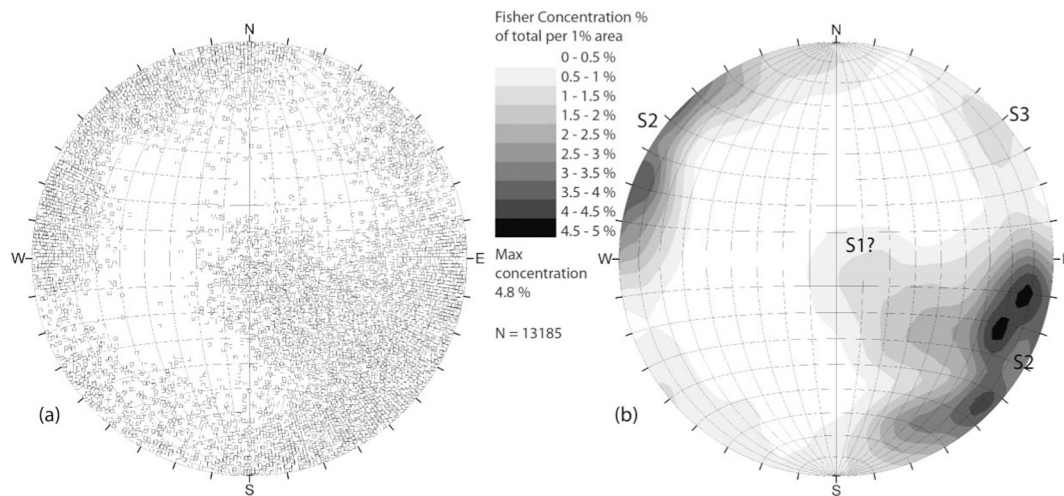 N
W
E
S
(a)
Fisher Concentration %
of total per 1% area
0 - 0.5 %
0.5 - 1 %
1 - 1.5 %
1.5 - 2 %
2 - 2.5 %
2.5 - 3 %
3 - 3.5 %
3.5 - 4 %
4 - 4.5 %
4.5 - 5 %
Max
concentration
4.8 %
N = 13185
N
S2
S3
S1?
W
E
S2
(b)
S